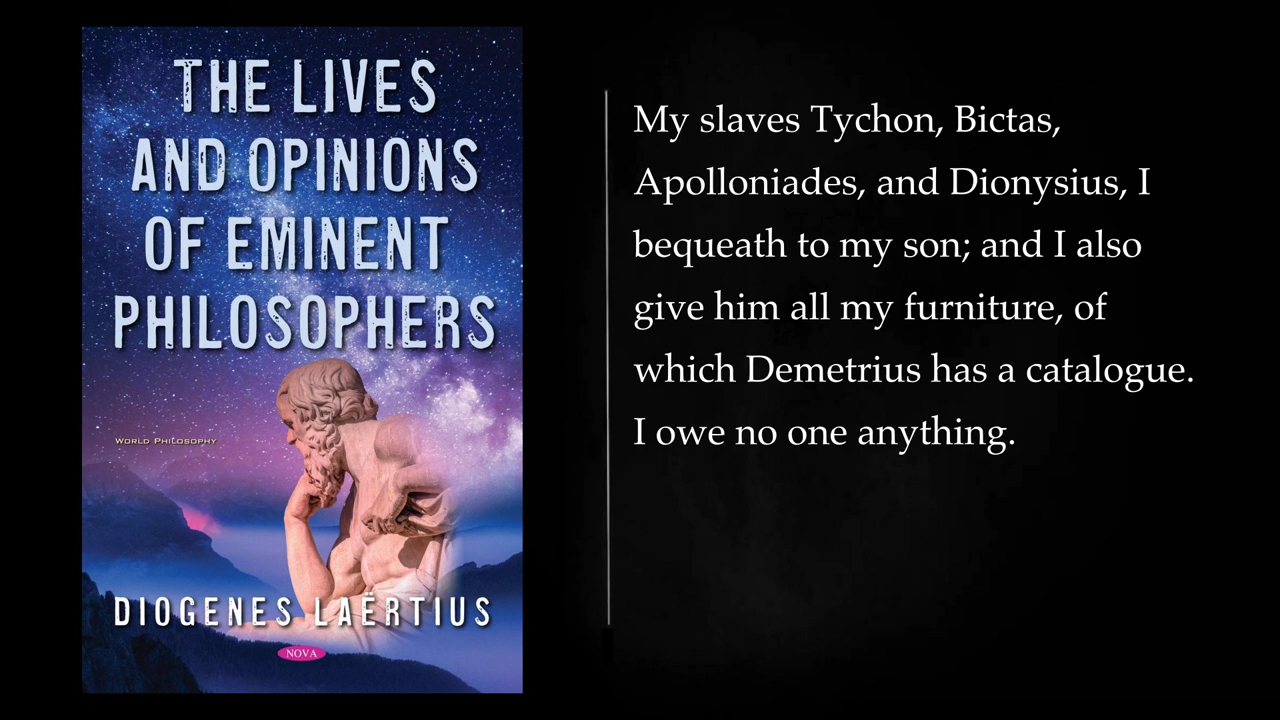 THE LIVES
AND OPINIONS
OF EMINENT
PHILOSOPHERS
WORLD PHILOSOPHY
DIOGENES LAËRTIUS
NOVA
My slaves Tychon, Bictas,
Apolloniades, and Dionysius, I
bequeath to my son; and I also
give him all my furniture, of
which Demetrius has a catalogue.
I owe no one anything.